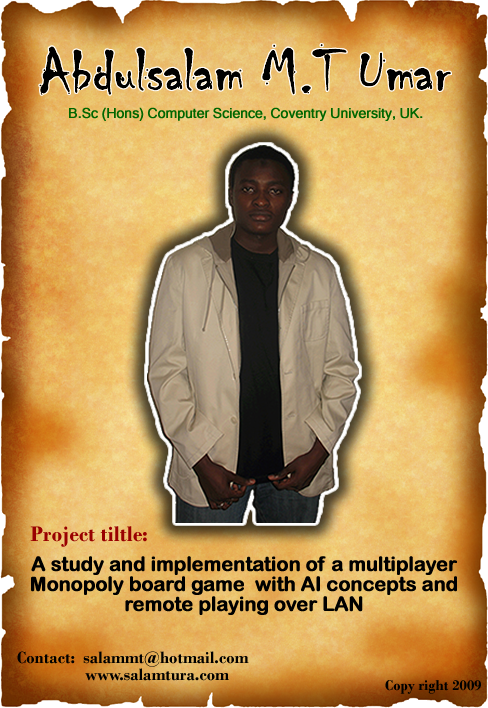 Abdulsalam M.T Umar
B.Sc (Hons) Computer Science, Coventry University, UK.
Project tiltle:
A study and implementation of a multiplayer
Monopoly board game with AI concepts and
remote playing over LAN
Contact: salammt@hotmail.com
www.salamtura.com
Copy right 2009